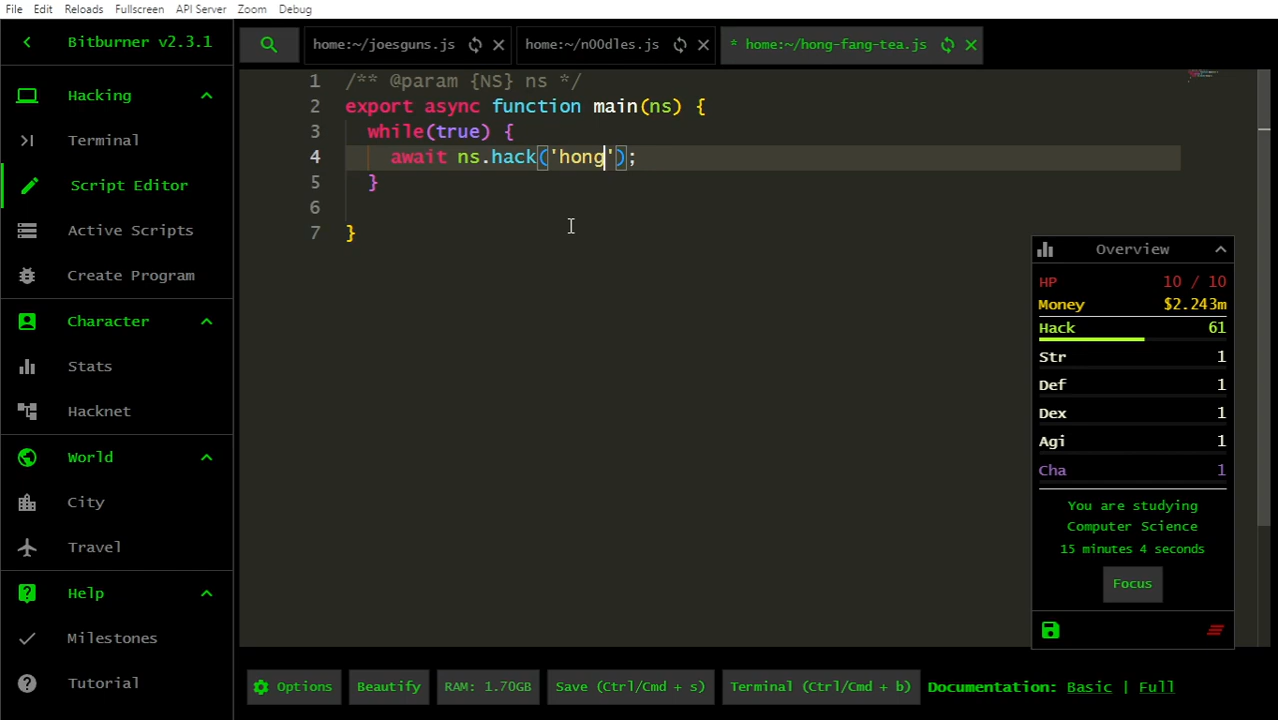 File Edit Reloads Fullscreen API Server Zoom Debug
Bitburner v2.3.1
home:~/joesguns.js
home:~/n00dles.js
* home:~/hong-fang-tea.js
Hacking
Terminal
Script Editor
Active Scripts
Create Program
Character
Stats
Hacknet
World
City
Travel
Help
Milestones
Tutorial
1 /** @param {NS} ns */
2 export async function main(ns) {
3 while(true) {
4 await ns.hack('hong');
5 }
6
7 }
Overview
HP 10 / 10
Money $2.243m
Hack 61
Str 1
Def 1
Dex 1
Agi 1
Cha 1
You are studying
Computer Science
15 minutes 4 seconds
Focus
Options Beautify RAM: 1.70GB Save (Ctrl/Cmd + s) Terminal (Ctrl/Cmd + b) Documentation: Basic | Full